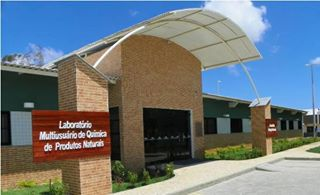 Laboratório
Multiusuário de Química
de Produtos Naturais